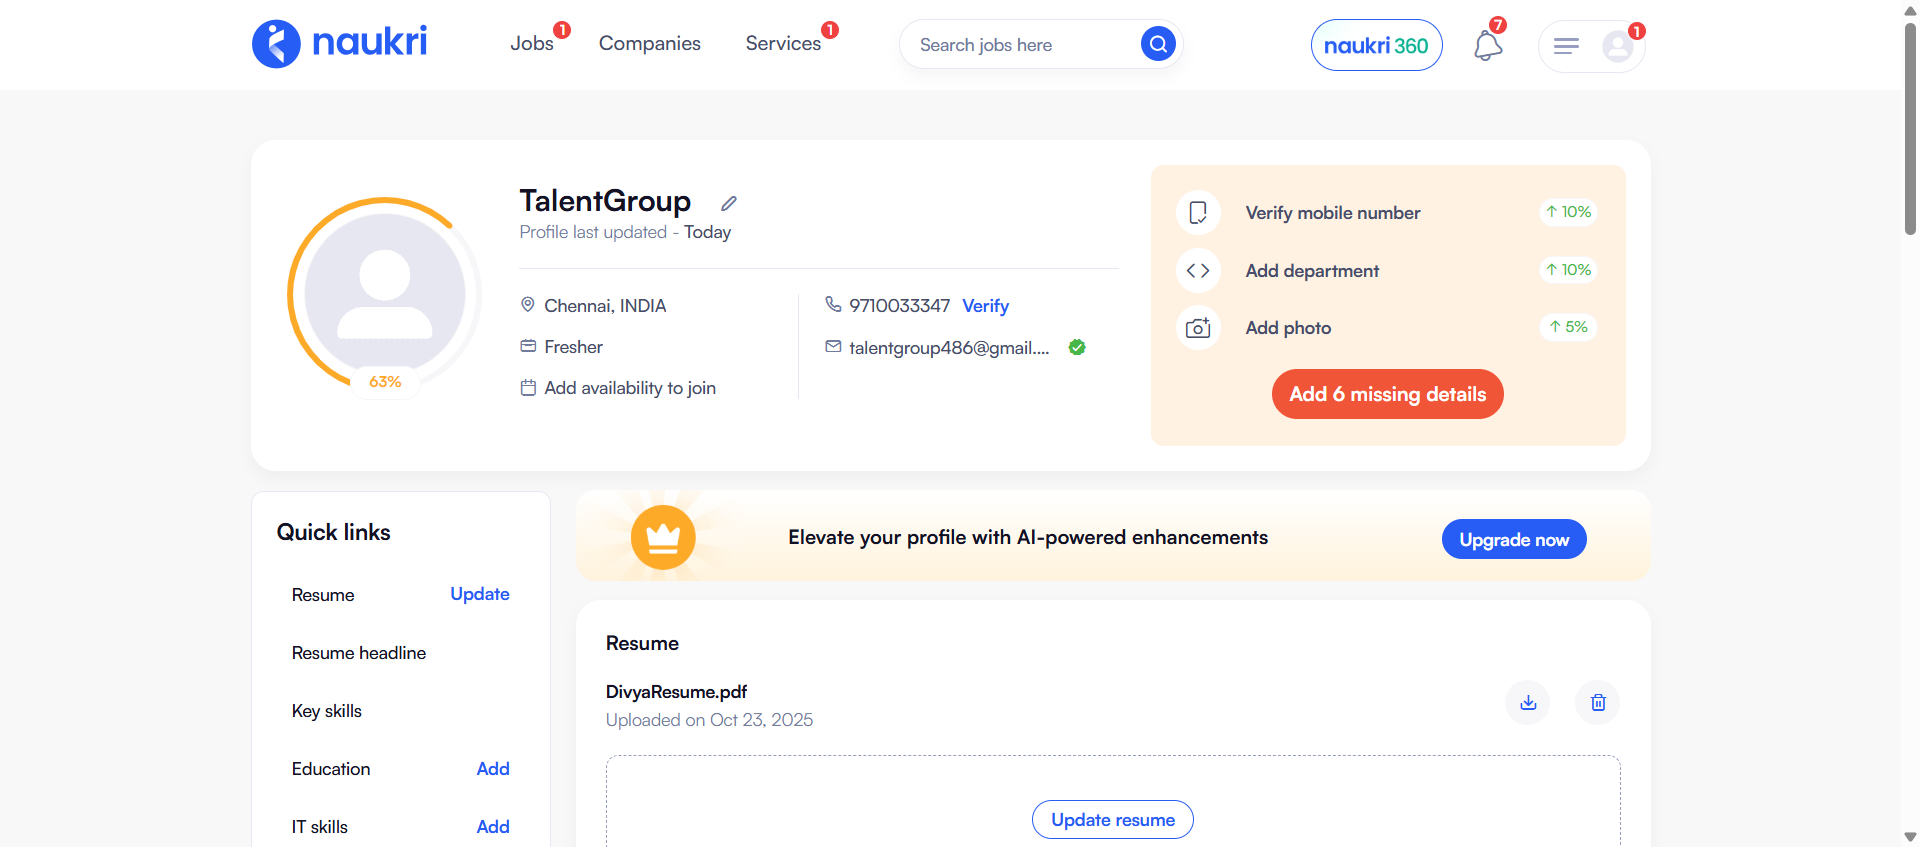 naukri
Jobs 1
Companies
Services 1
Search jobs here
naukri 360
7
1
TalentGroup
Profile last updated - Today
Chennai, INDIA
Fresher
Add availability to join
9710033347 Verify
talentgroup486@gmail....
63%
Verify mobile number ↑ 10%
Add department ↑ 10%
Add photo ↑ 5%
Add 6 missing details
Quick links
Resume Update
Resume headline
Key skills
Education Add
IT skills Add
Elevate your profile with AI-powered enhancements
Upgrade now
Resume
DivyaResume.pdf
Uploaded on Oct 23, 2025
Update resume